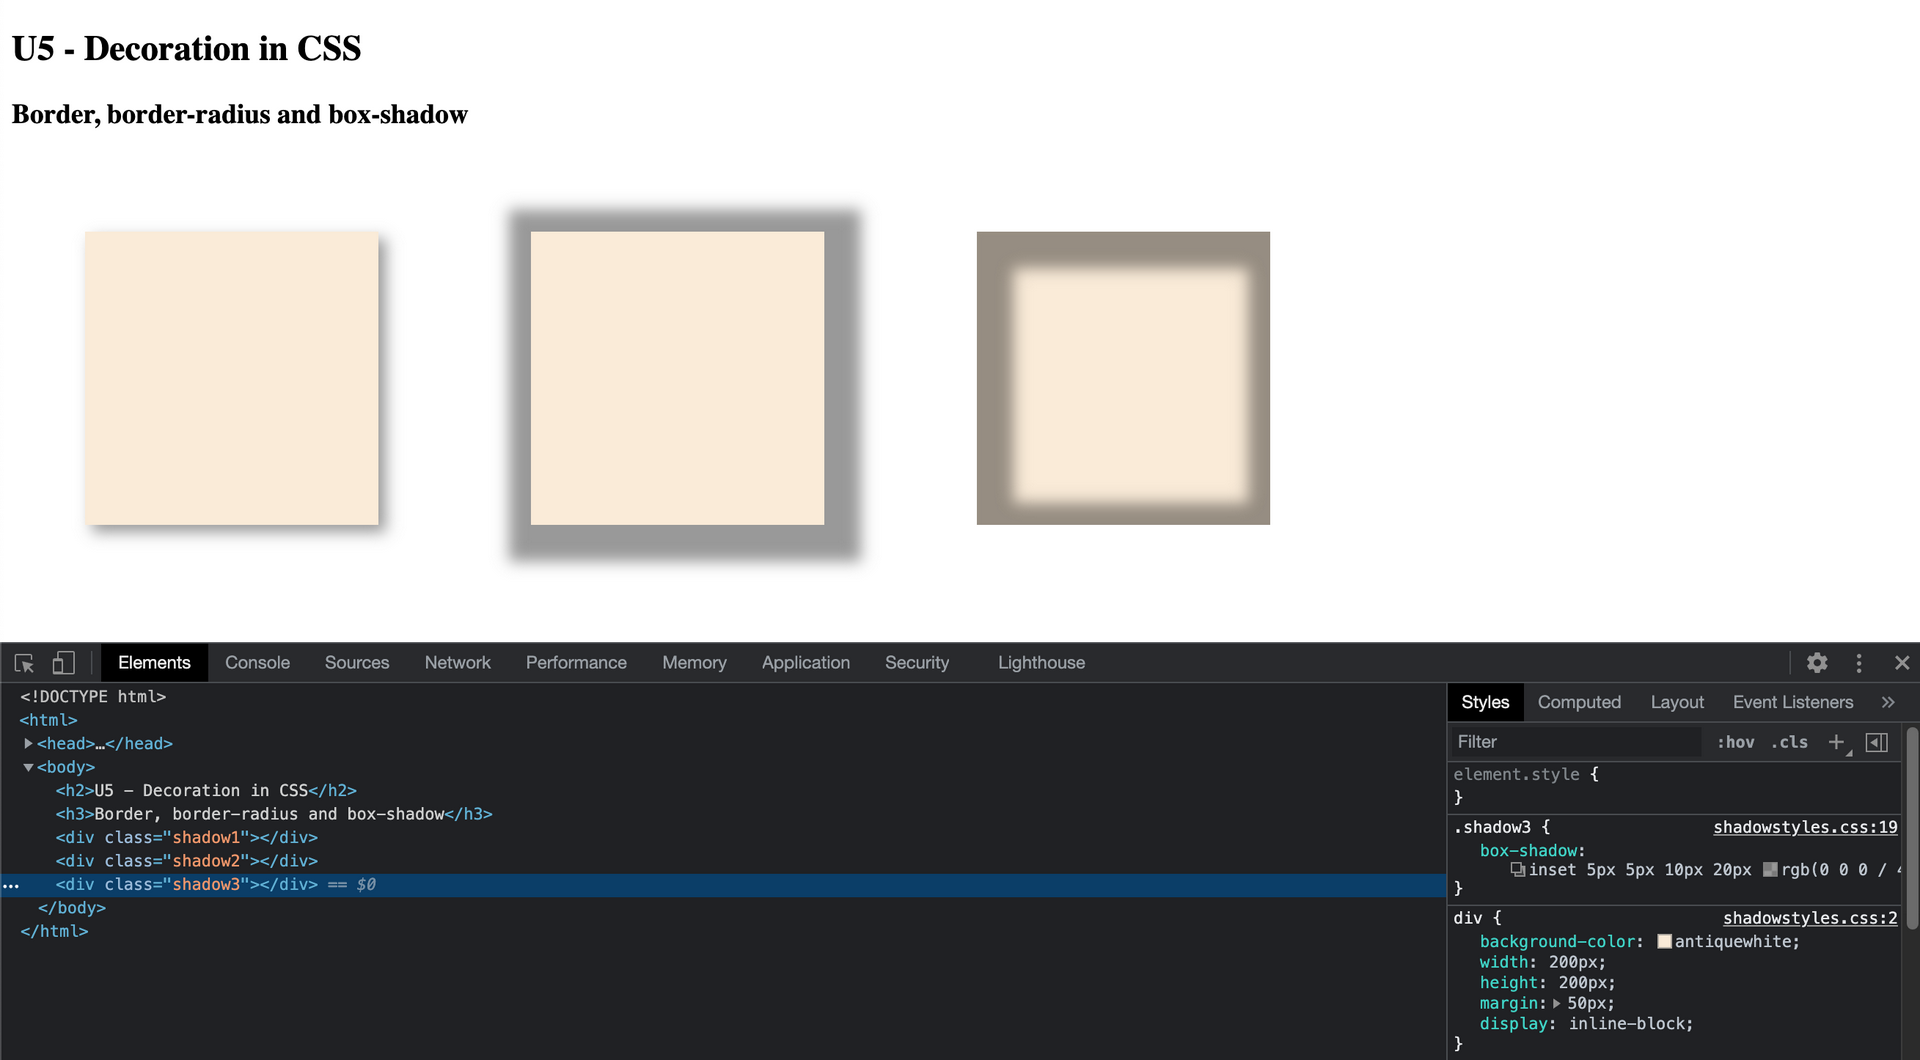 U5 - Decoration in CSS
Border, border-radius and box-shadow
Elements Console Sources Network Performance Memory Application Security Lighthouse
<!DOCTYPE html>
<html>
<head>…</head>
<body>
<h2>U5 – Decoration in CSS</h2>
<h3>Border, border-radius and box-shadow</h3>
<div class="shadow1"></div>
<div class="shadow2"></div>
<div class="shadow3"></div> == $0
</body>
</html>
Styles Computed Layout Event Listeners »
Filter :hov .cls +
element.style {
}
.shadow3 { shadowstyles.css:19
box-shadow:
inset 5px 5px 10px 20px rgb(0 0 0 /
}
div { shadowstyles.css:2
background-color: antiquewhite;
width: 200px;
height: 200px;
margin: 50px;
display: inline-block;
}